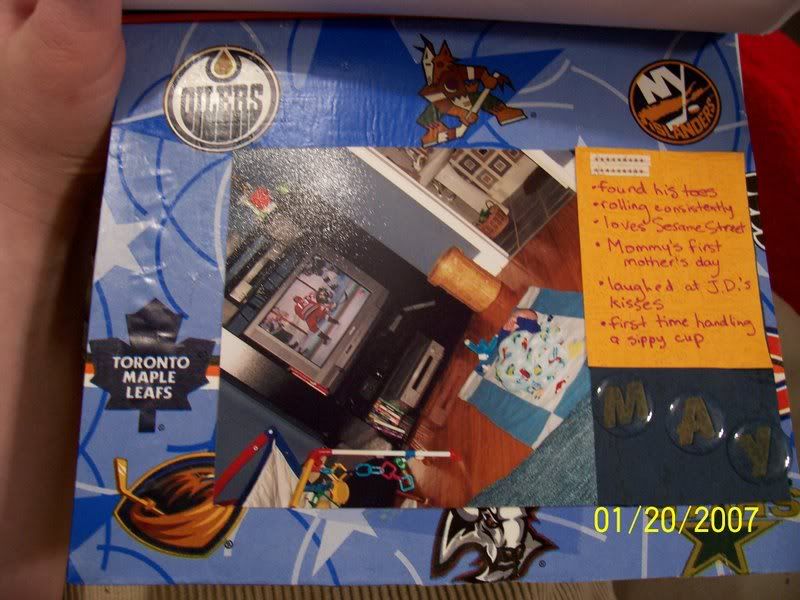 OILERS
NY
ISLANDERS
• found his toes
• rolling consistently
• loves Sesame Street
• Mommy's first
mother's day
• laughed at J.D.'s
kisses
• first time handling
a sippy cup
TORONTO
MAPLE
LEAFS
MAY
01/20/2007